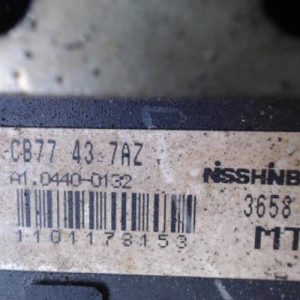 CB77 43 7AZ
A1.0440-0132 NISSHINB
3658
1101178153 MT